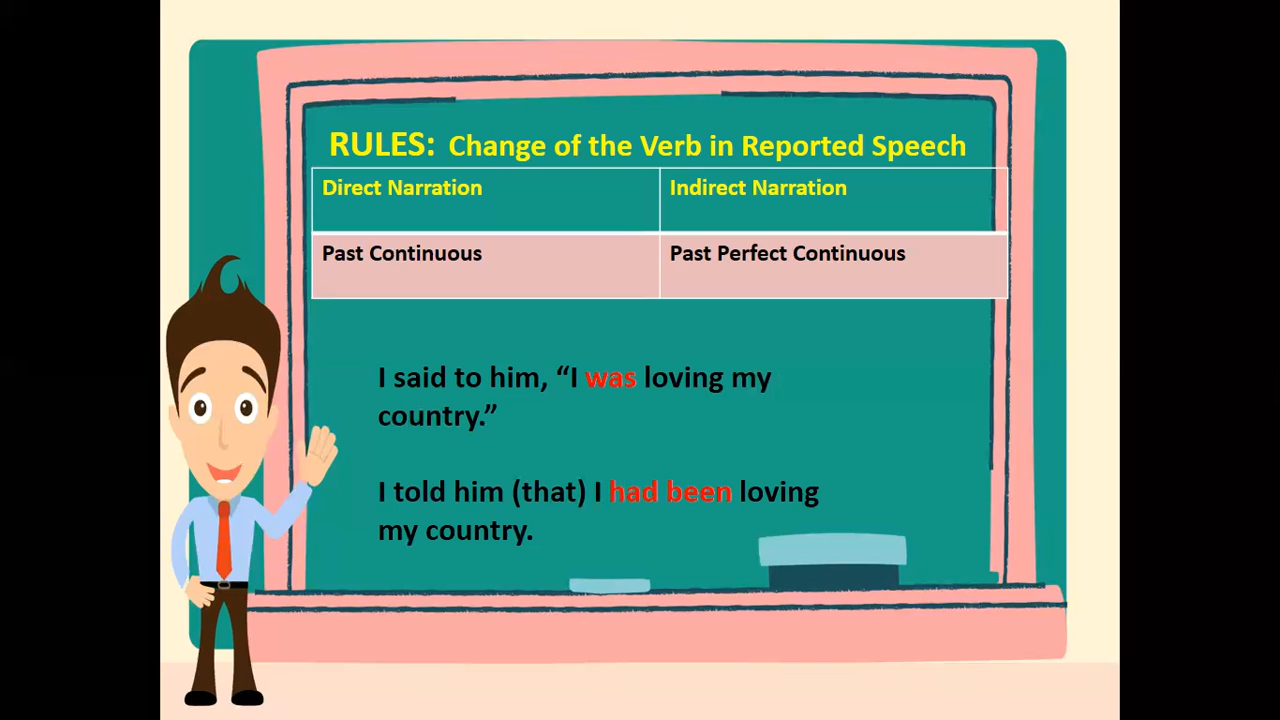 RULES: Change of the Verb in Reported Speech
Direct Narration
Indirect Narration
Past Continuous
Past Perfect Continuous
I said to him, “I was loving my
country.”
I told him (that) I had been loving
my country.